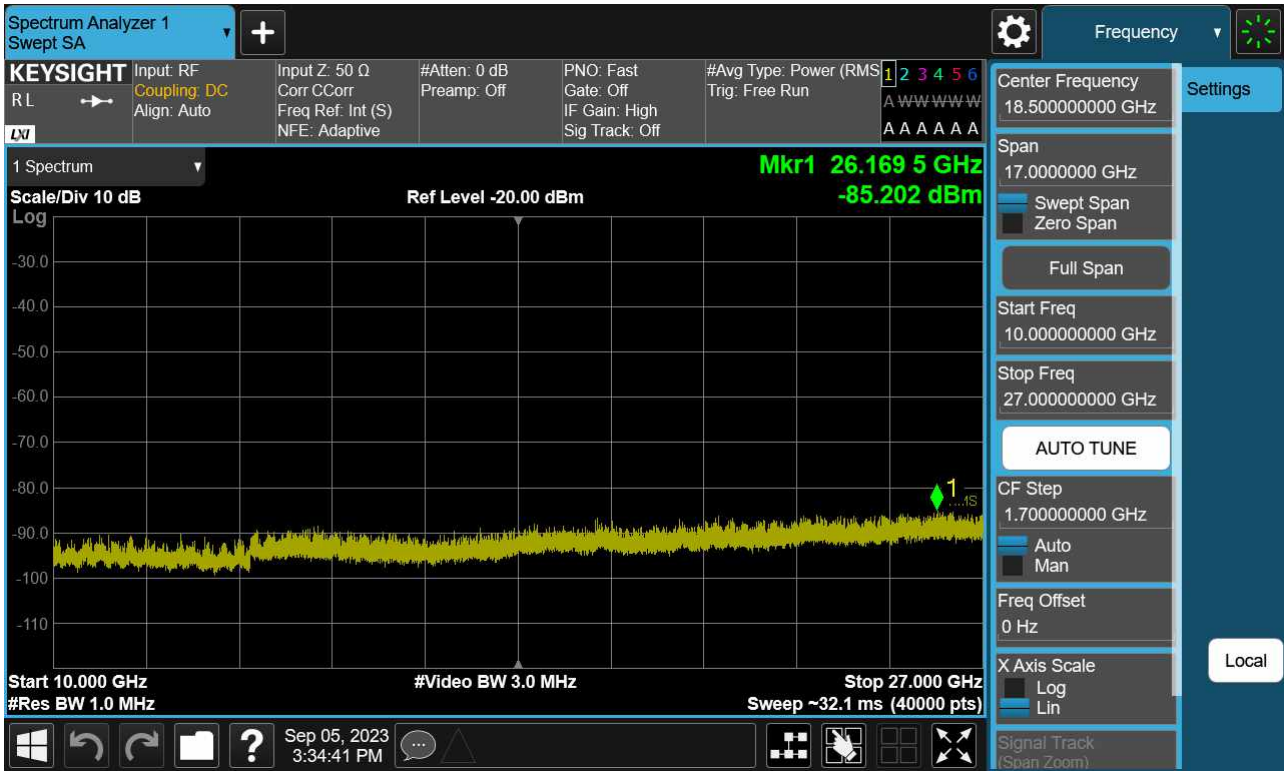 Spectrum Analyzer 1
Swept SA
+
Frequency
KEYSIGHT
R L
LXI
Input: RF
Coupling: DC
Align: Auto
Input Z: 50 Ω
Corr CCorr
Freq Ref: Int (S)
NFE: Adaptive
#Atten: 0 dB
Preamp: Off
PNO: Fast
Gate: Off
IF Gain: High
Sig Track: Off
#Avg Type: Power (RMS
Trig: Free Run
1 2 3 4 5 6
A W W W W W
A A A A A A
1 Spectrum
Scale/Div 10 dB
Log
Ref Level -20.00 dBm
Mkr1 26.169 5 GHz
-85.202 dBm
-30.0
-40.0
-50.0
-60.0
-70.0
-80.0
-90.0
-100
-110
1
Start 10.000 GHz
#Res BW 1.0 MHz
#Video BW 3.0 MHz
Stop 27.000 GHz
Sweep ~32.1 ms (40000 pts)
Center Frequency
18.500000000 GHz
Span
17.0000000 GHz
Swept Span
Zero Span
Full Span
Start Freq
10.000000000 GHz
Stop Freq
27.000000000 GHz
AUTO TUNE
CF Step
1.700000000 GHz
Auto
Man
Freq Offset
0 Hz
X Axis Scale
Log
Lin
Signal Track
(Span Zoom)
Settings
Local
?
Sep 05, 2023
3:34:41 PM